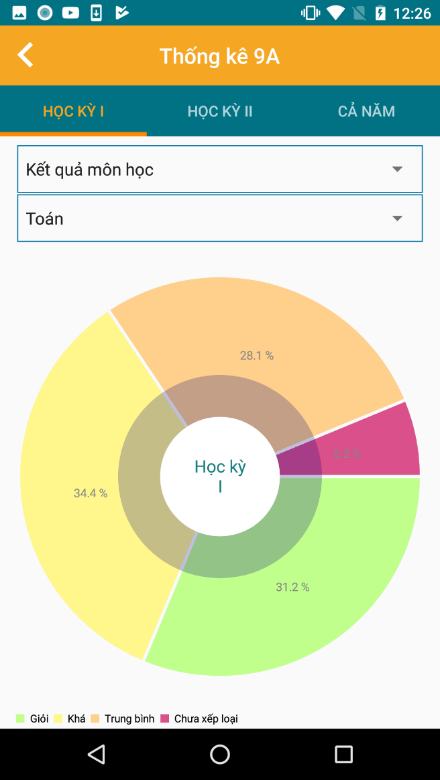 12:26
Thống kê 9A
HỌC KỲ I
HỌC KỲ II
CẢ NĂM
Kết quả môn học
Toán
28.1 %
34.4 %
Học kỳ
I
31.2 %
Giỏi Khá Trung bình Chưa xếp loại